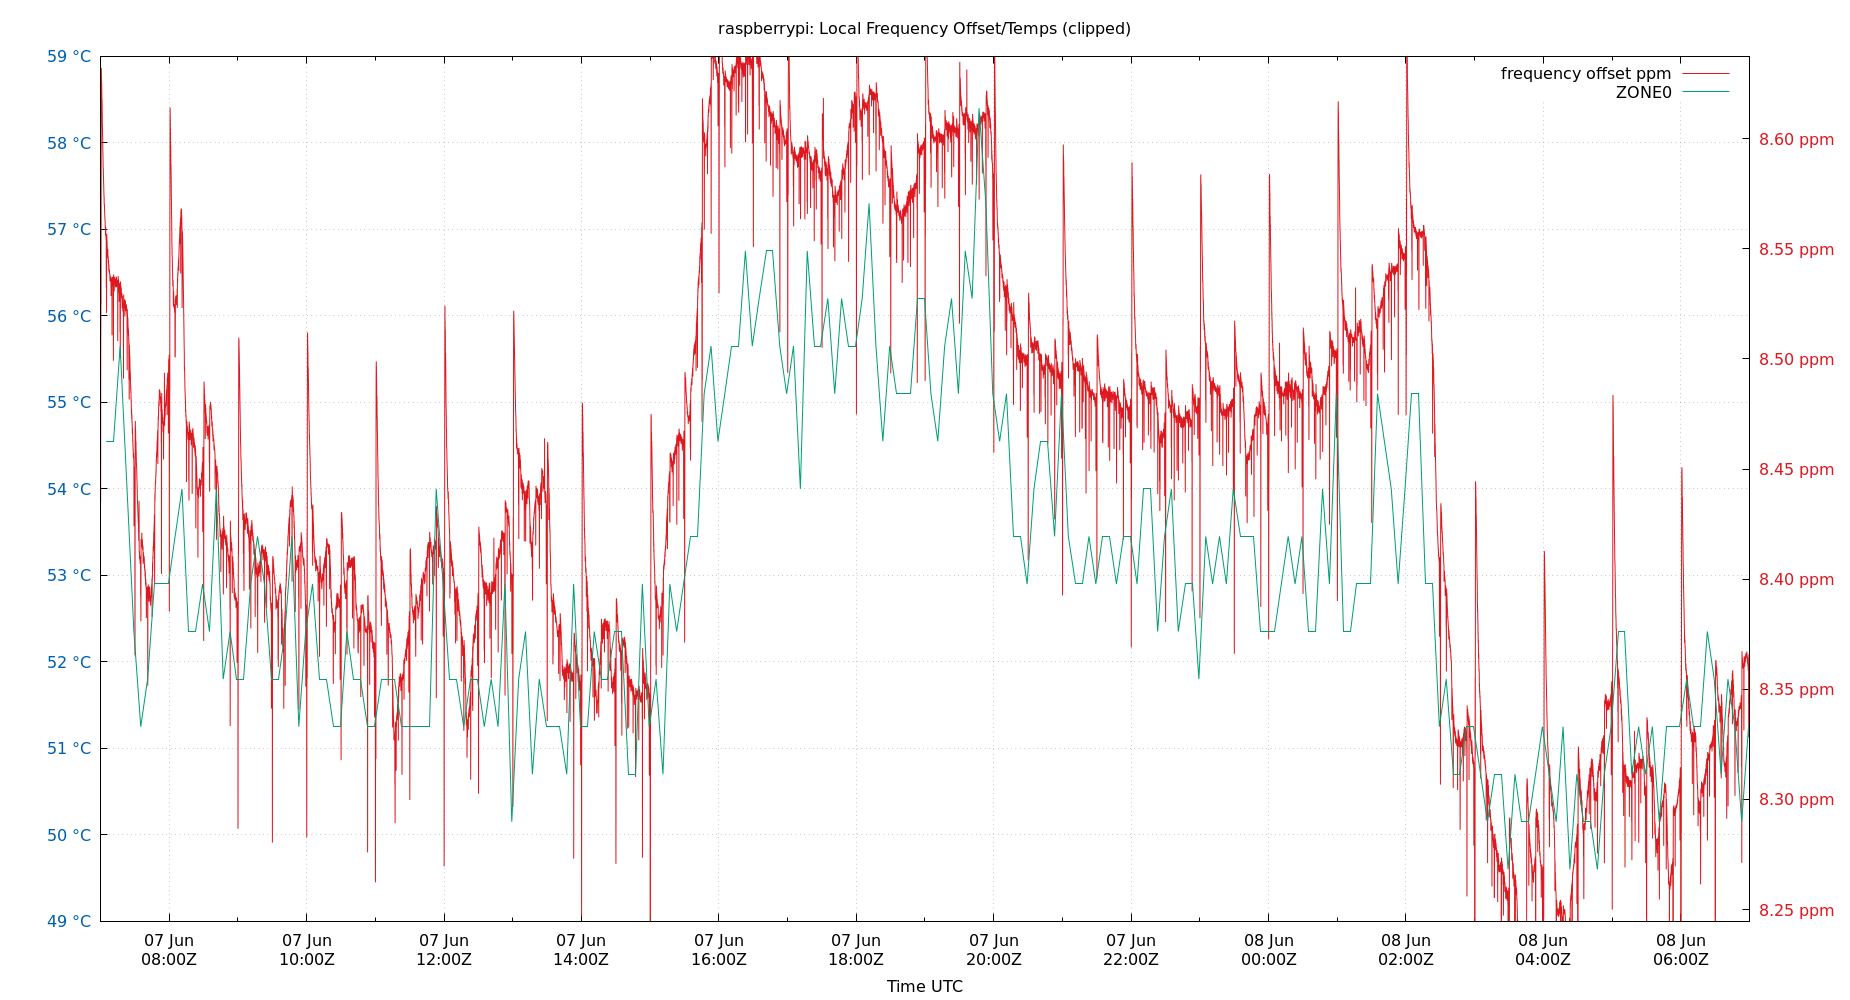 raspberrypi: Local Frequency Offset/Temps (clipped)
59 °C
58 °C
57 °C
56 °C
55 °C
54 °C
53 °C
52 °C
51 °C
50 °C
49 °C
frequency offset ppm
ZONE0
8.60 ppm
8.55 ppm
8.50 ppm
8.45 ppm
8.40 ppm
8.35 ppm
8.30 ppm
8.25 ppm
07 Jun 07 Jun 07 Jun 07 Jun 07 Jun 07 Jun 07 Jun 07 Jun 08 Jun 08 Jun 08 Jun 08 Jun
08:00Z 10:00Z 12:00Z 14:00Z 16:00Z 18:00Z 20:00Z 22:00Z 00:00Z 02:00Z 04:00Z 06:00Z
Time UTC